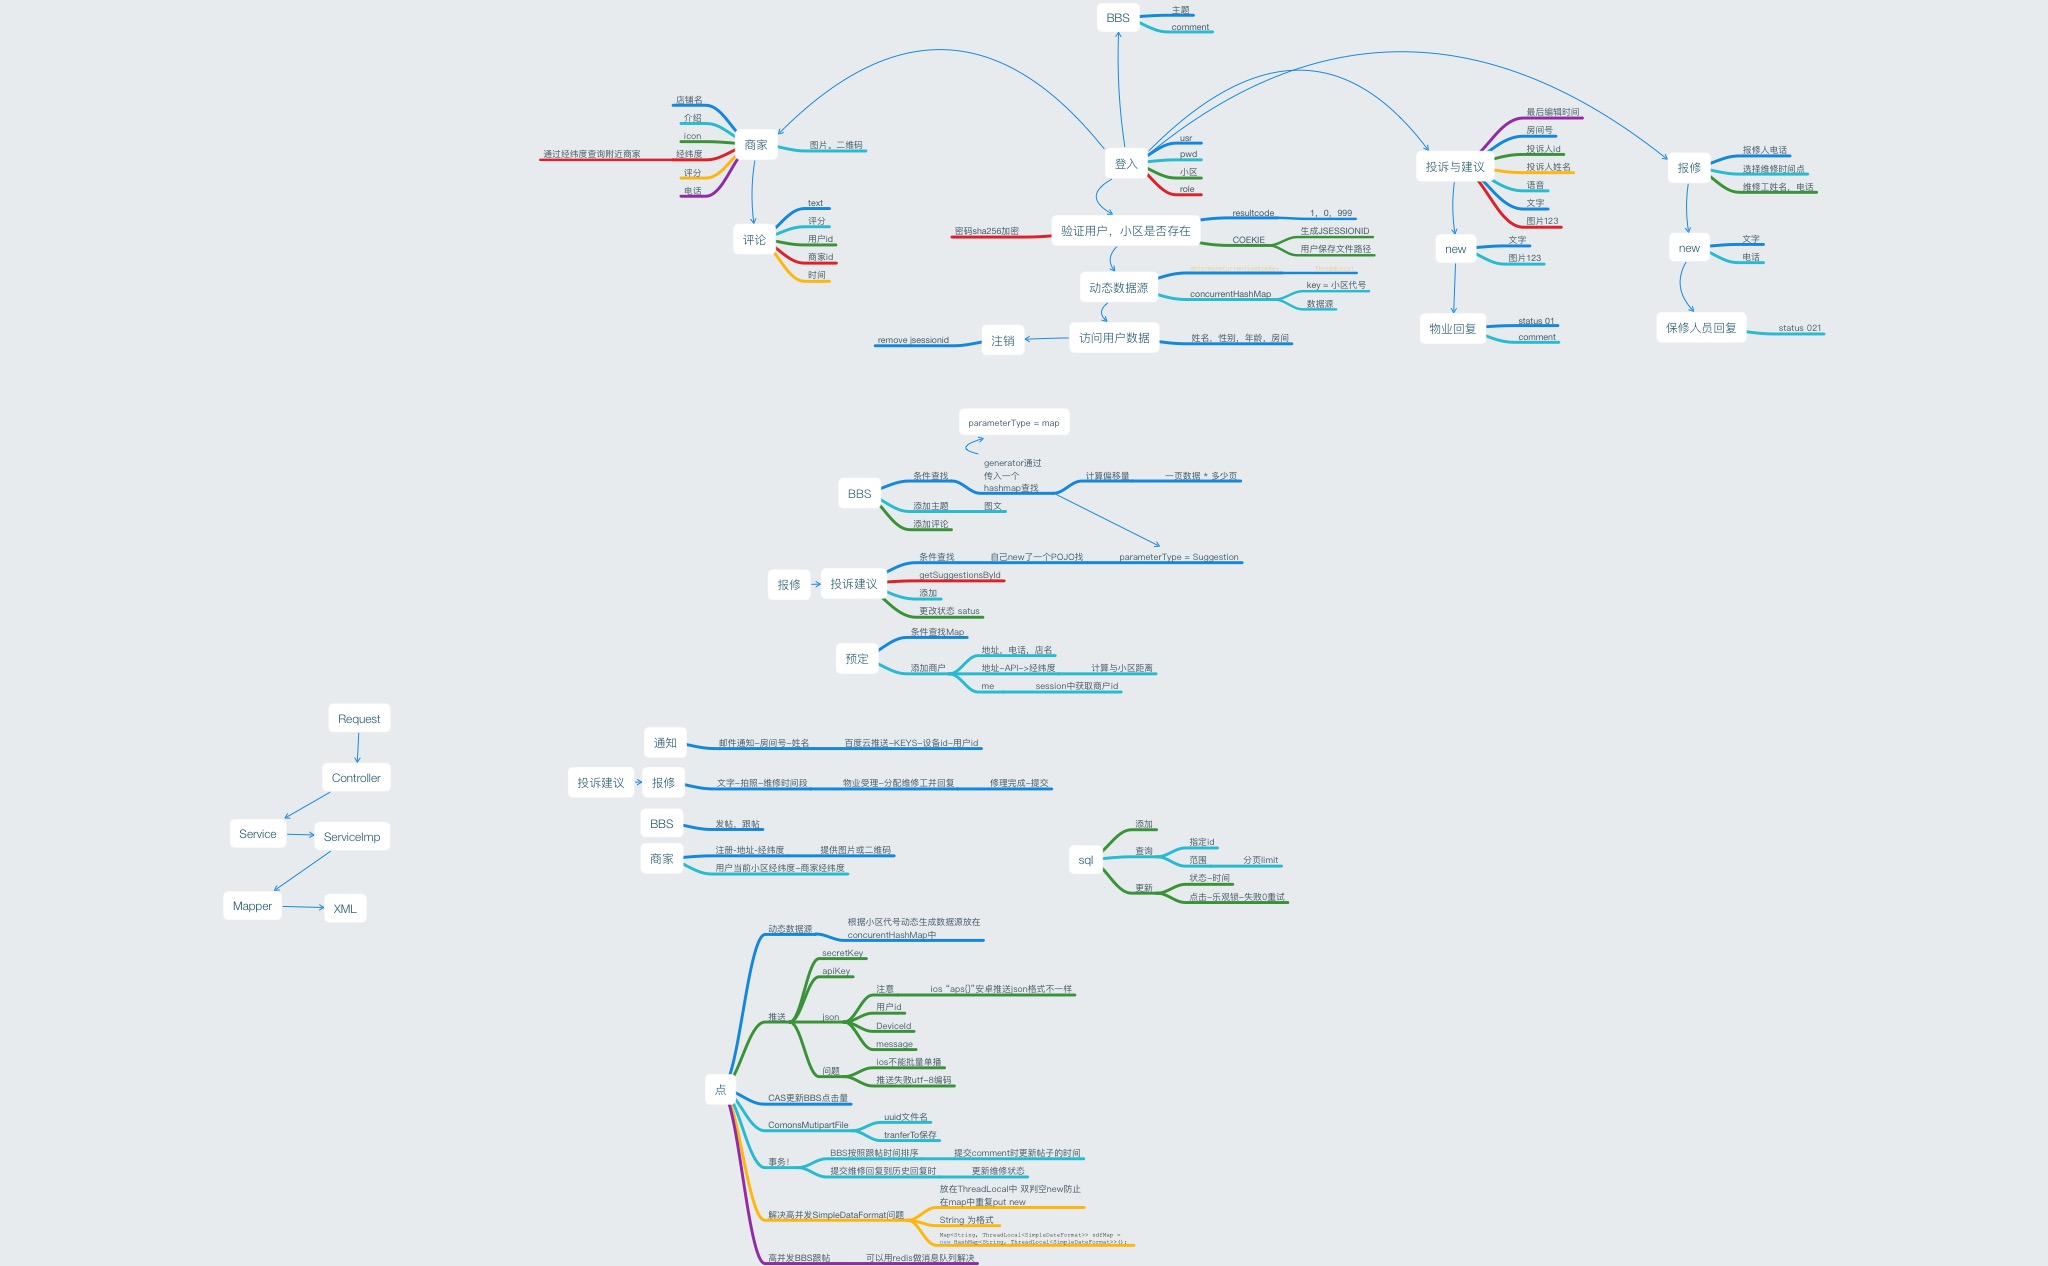 BBS
主题
comment
店铺名
介绍
icon
通过经纬度查询附近商家
经纬度
评分
电话
商家
图片，二维码
评论
text
评分
用户id
商家id
时间
登入
usr
pwd
小区
role
密码sha256加密
验证用户，小区是否存在
resultcode
1，0，999
COEKIE
生成JSESSIONID
用户保存文件路径
动态数据源
concurrentHashMap
key = 小区代号
数据源
remove jsessionid
注销
访问用户数据
姓名，性别，年龄，房间
投诉与建议
最后编辑时间
房间号
投诉人id
投诉人姓名
语音
文字
图片123
new
文字
图片123
物业回复
status 01
comment
报修
报修人电话
选择维修时间点
维修工姓名，电话
new
文字
电话
保修人员回复
status 021
parameterType = map
BBS
条件查找
generator通过
传入一个
hashmap查找
计算偏移量
一页数据 * 多少页
添加主题
图文
添加评论
报修
投诉建议
条件查找
自己new了一个POJO找
parameterType = Suggestion
getSuggestionsById
添加
更改状态 satus
预定
条件查找Map
添加商户
地址，电话，店名
地址-API->经纬度
计算与小区距离
me
session中获取商户id
Request
Controller
Service
ServiceImp
Mapper
XML
通知
邮件通知-房间号-姓名
百度云推送-KEYS-设备id-用户id
投诉建议
报修
文字-拍照-维修时间段
物业受理-分配维修工并回复
修理完成-提交
BBS
发帖，跟帖
商家
注册-地址-经纬度
提供图片或二维码
用户当前小区经纬度-商家经纬度
sql
添加
查询
指定id
范围
分页limit
更新
状态-时间
点击-乐观锁-失败0重试
点
动态数据源
根据小区代号动态生成数据源放在
concurentHashMap中
推送
secretKey
apiKey
json
注意
ios “aps{}”安卓推送json格式不一样
用户id
DeviceId
message
问题
ios不能批量单播
推送失败utf-8编码
CAS更新BBS点击量
ComonsMutipartFile
uuid文件名
tranferTo保存
事务！
BBS按照跟帖时间排序
提交comment时更新帖子的时间
提交维修回复到历史回复时
更新维修状态
解决高并发SimpleDataFormat问题
放在ThreadLocal中 双判空new防止
在map中重复put new
String 为格式
Map<String, ThreadLocal<SimpleDateFormat>> sdfMap =
new HashMap<String, ThreadLocal<SimpleDateFormat>>();
高并发BBS跟帖
可以用redis做消息队列解决